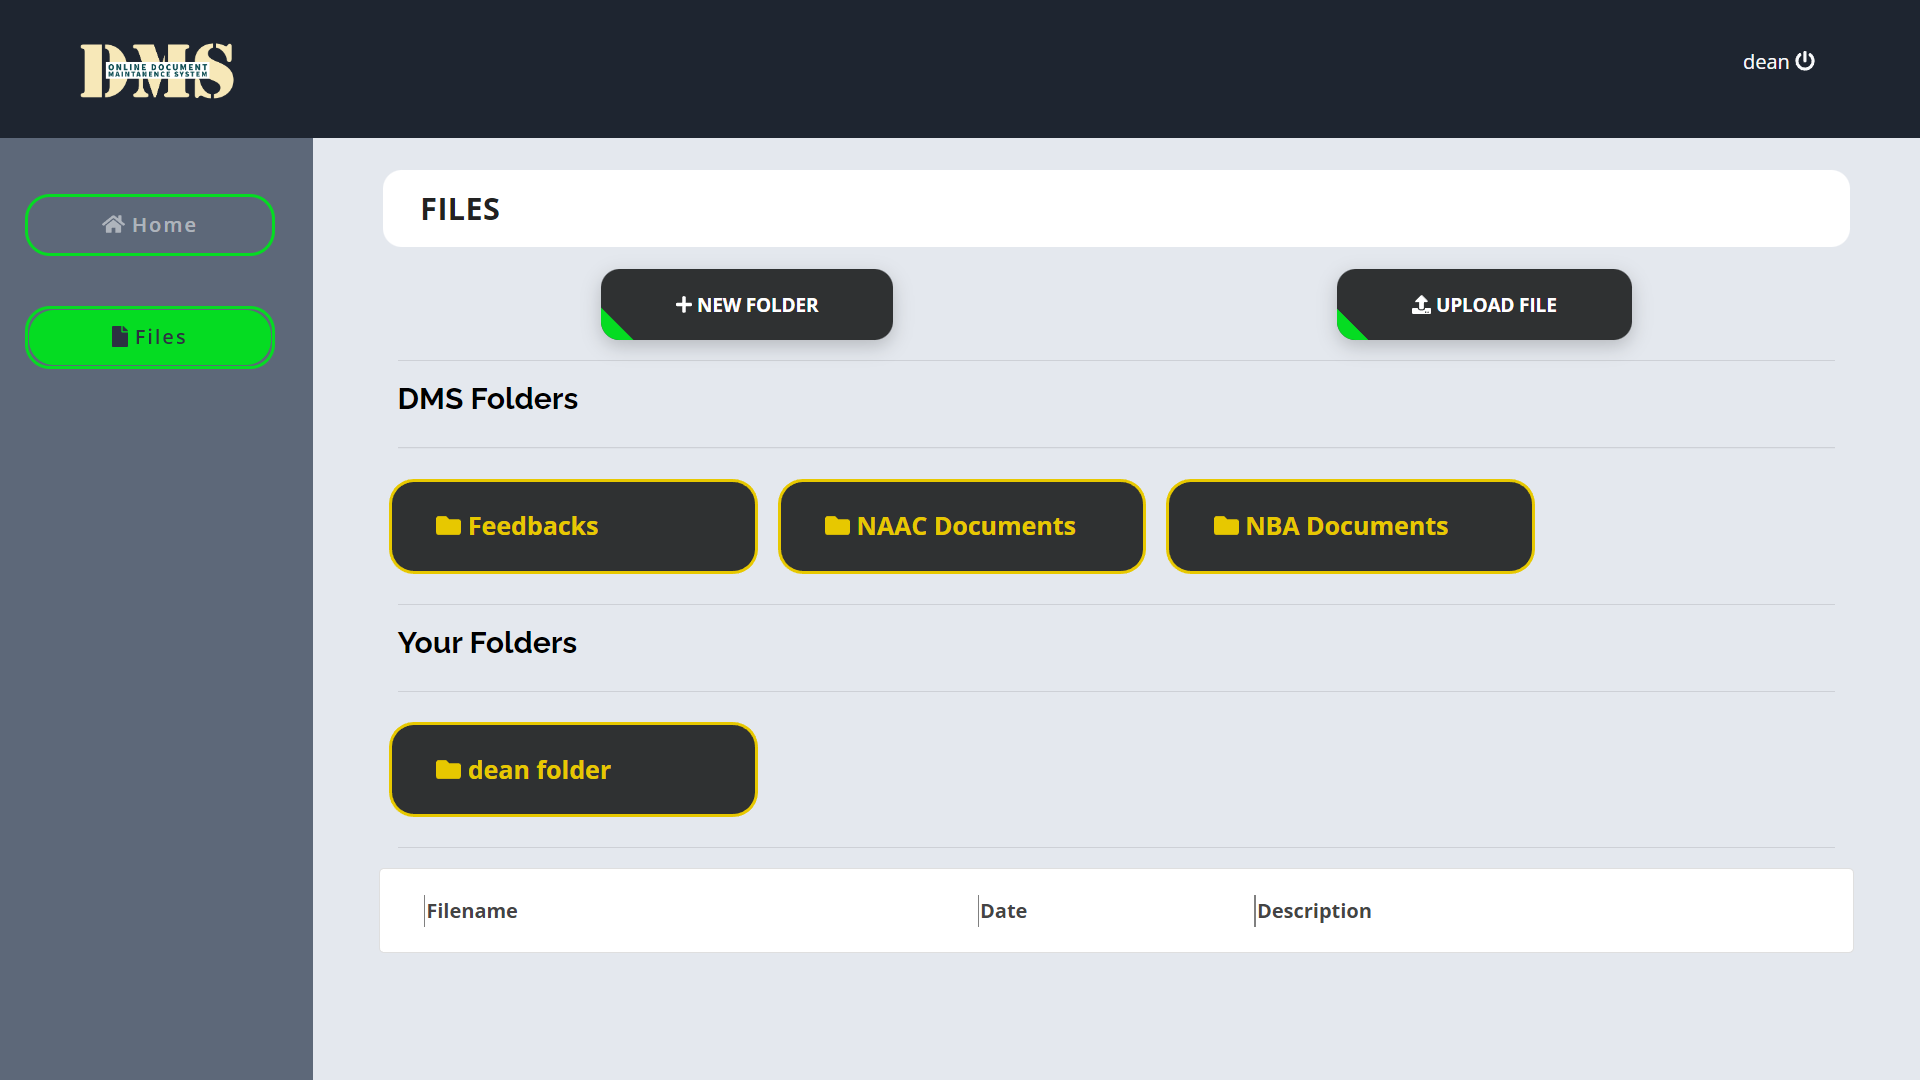 DMS
ONLINE DOCUMENT
MAINTANENCE SYSTEM
dean
Home
Files
FILES
NEW FOLDER
UPLOAD FILE
DMS Folders
Feedbacks
NAAC Documents
NBA Documents
Your Folders
dean folder
Filename Date Description